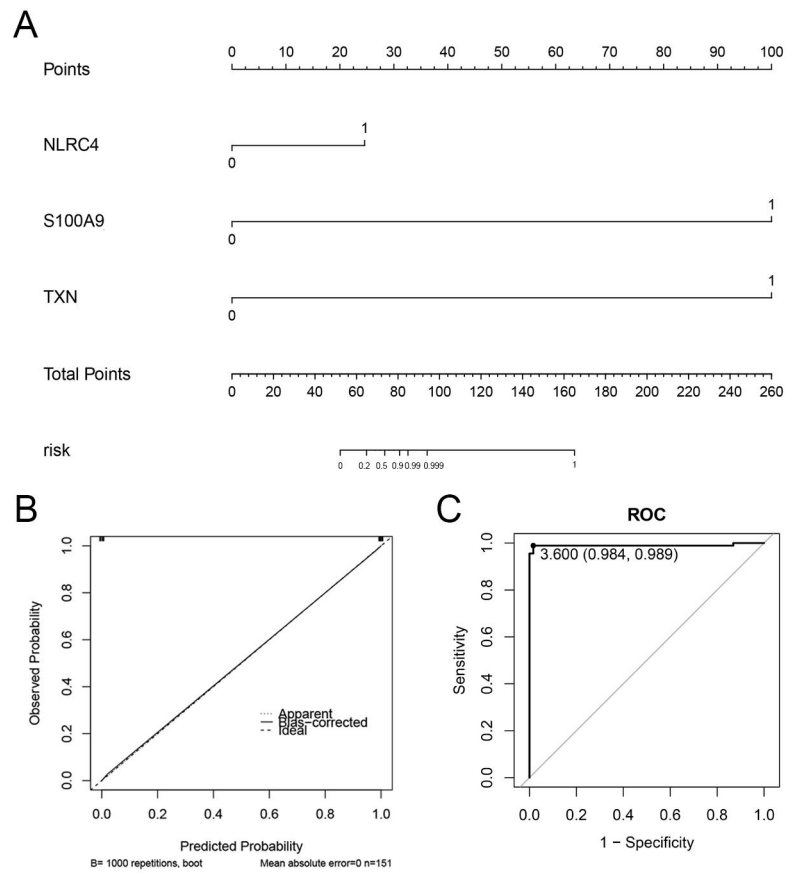 A
0 10 20 30 40 50 60 70 80 90 100
Points
1
NLRC4
0
1
S100A9
0
1
TXN
0
Total Points
0 20 40 60 80 100 120 140 160 180 200 220 240 260
risk
0 0.2 0.5 0.9 0.99 0.999 1
B
Observed Probability
0.0 0.2 0.4 0.6 0.8 1.0
Apparent
Bias-corrected
Ideal
0.0 0.2 0.4 0.6 0.8 1.0
Predicted Probability
B= 1000 repetitions, boot Mean absolute error=0 n=151
C
ROC
Sensitivity
0.0 0.2 0.4 0.6 0.8 1.0
3.600 (0.984, 0.989)
0.0 0.2 0.4 0.6 0.8 1.0
1 − Specificity